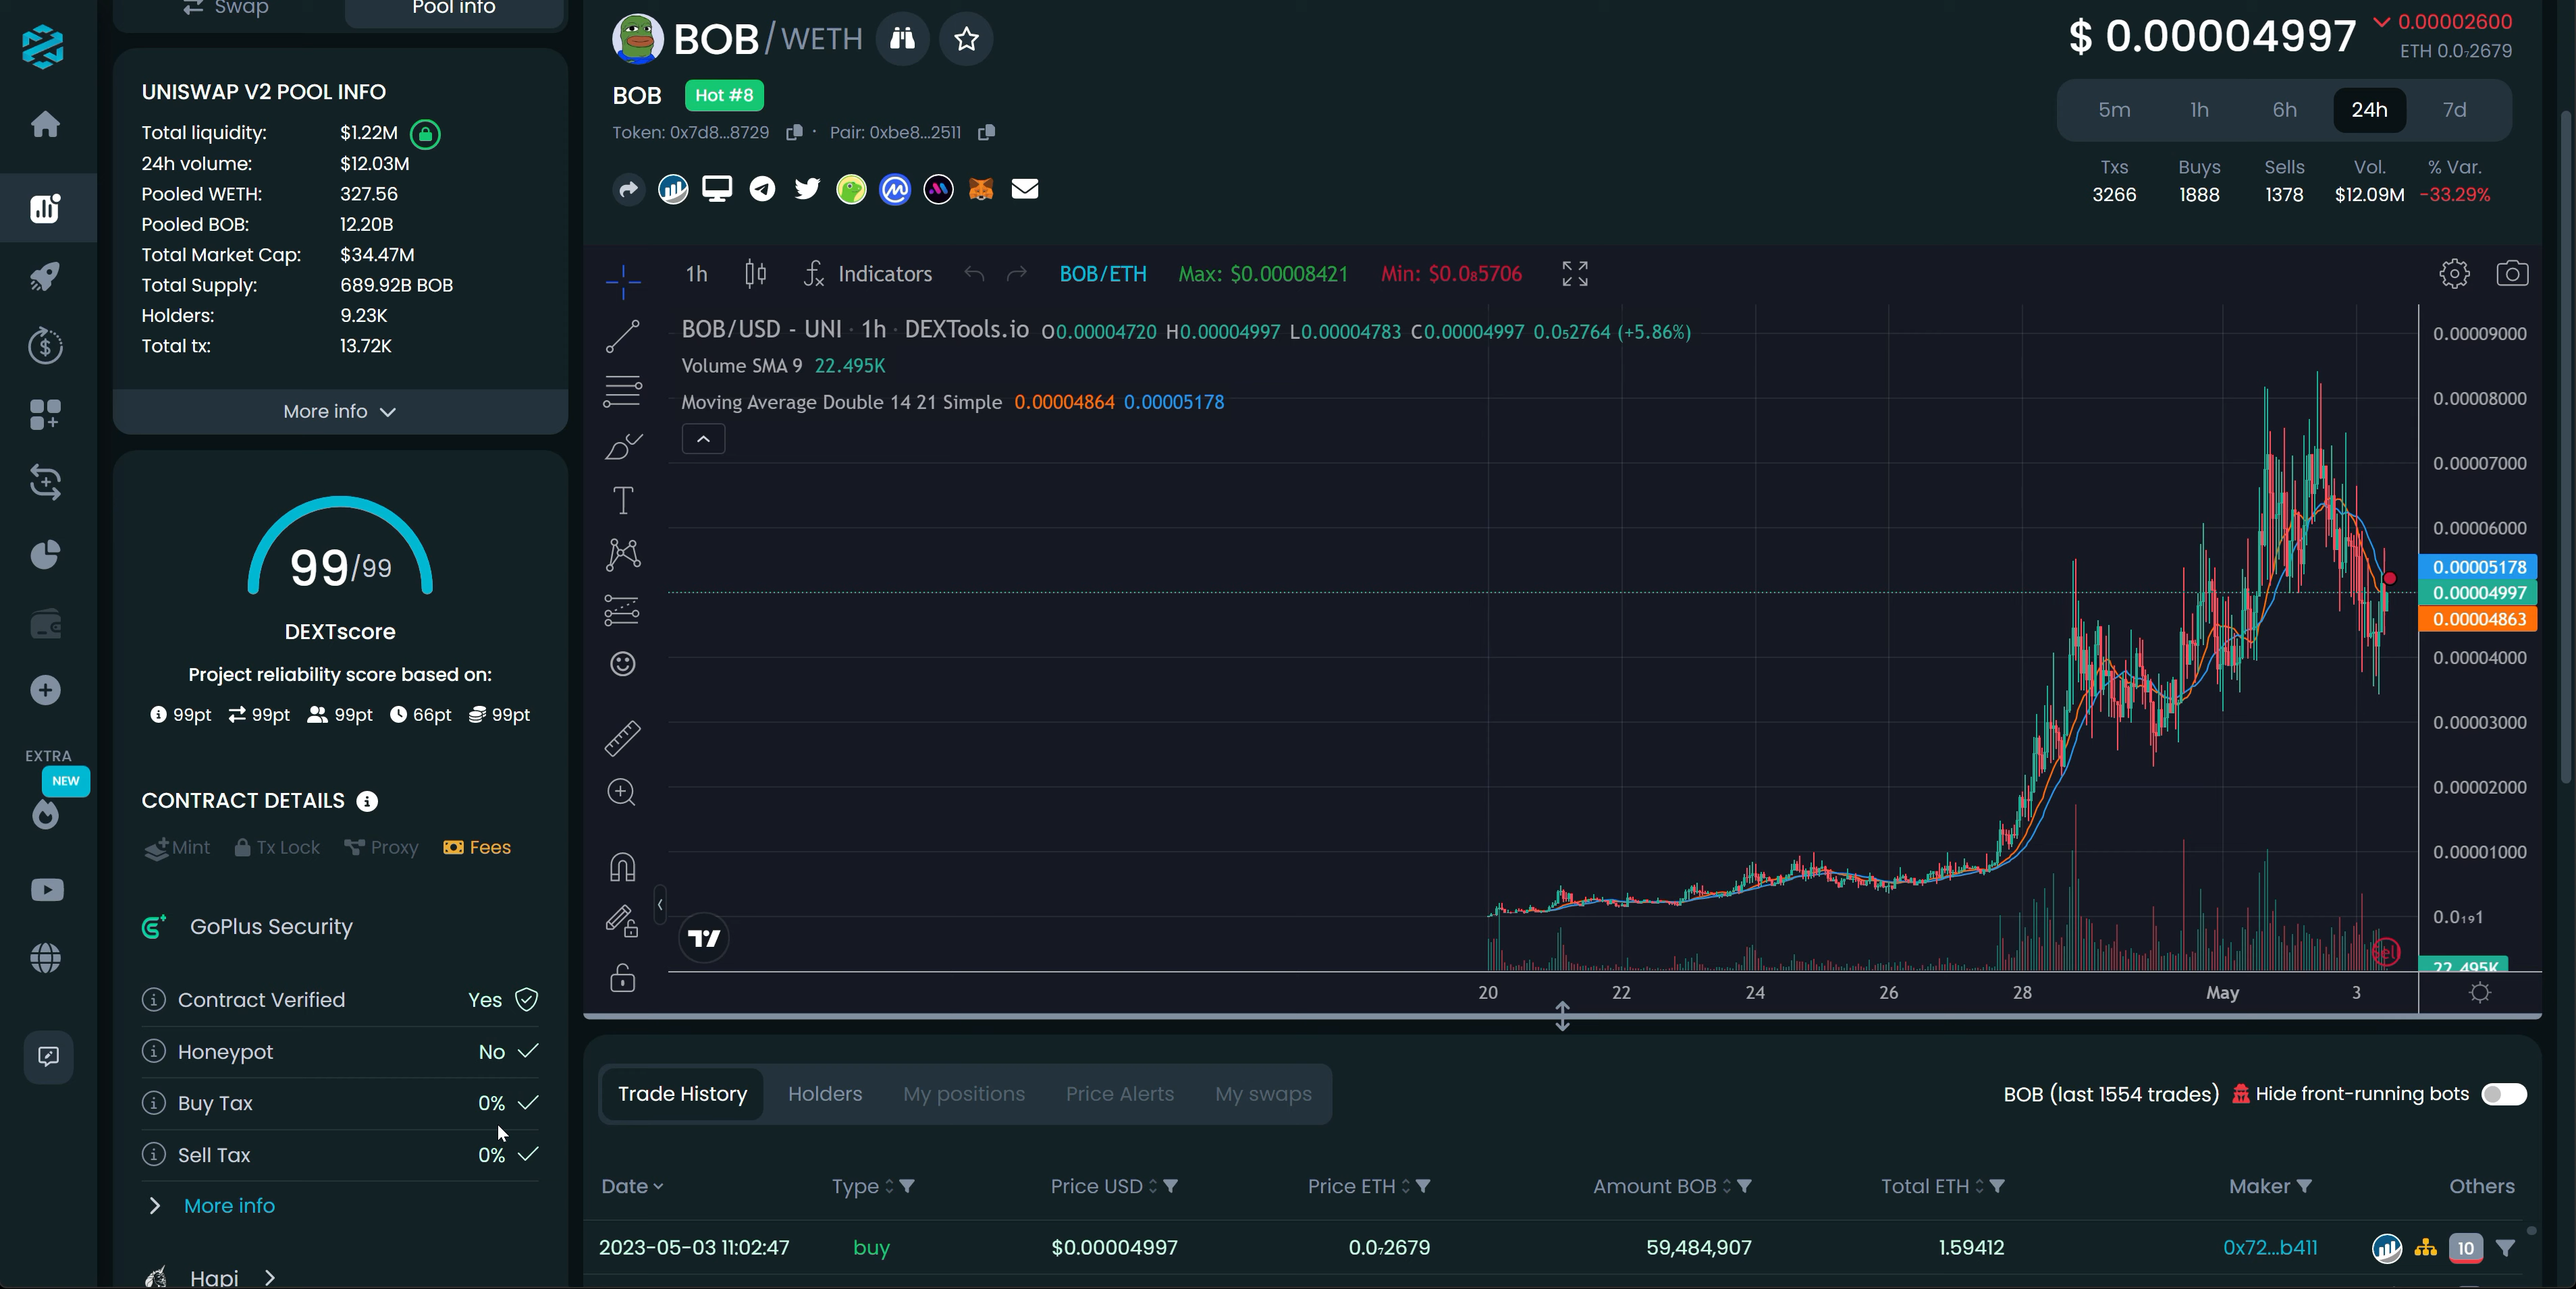 Swap
Pool info
UNISWAP V2 POOL INFO
Total liquidity: $1.22M
24h volume: $12.03M
Pooled WETH: 327.56
Pooled BOB: 12.20B
Total Market Cap: $34.47M
Total Supply: 689.92B BOB
Holders: 9.23K
Total tx: 13.72K
More info
99/99
DEXTscore
Project reliability score based on:
99pt 99pt 99pt 66pt 99pt
EXTRA
NEW
CONTRACT DETAILS
Mint Tx Lock Proxy Fees
GoPlus Security
Contract Verified Yes
Honeypot No
Buy Tax 0%
Sell Tax 0%
More info
Hapi
BOB/WETH
BOB Hot #8
Token: 0x7d8...8729 · Pair: 0xbe8...2511
$ 0.00004997 0.00002600
ETH 0.0₇2679
5m 1h 6h 24h 7d
Txs Buys Sells Vol. % Var.
3266 1888 1378 $12.09M -33.29%
1h Indicators BOB/ETH Max: $0.00008421 Min: $0.0₈5706
BOB/USD - UNI · 1h · DEXTools.io O0.00004720 H0.00004997 L0.00004783 C0.00004997 0.0₅2764 (+5.86%)
Volume SMA 9 22.495K
Moving Average Double 14 21 Simple 0.00004864 0.00005178
0.00009000
0.00008000
0.00007000
0.00006000
0.00005178
0.00004997
0.00004863
0.00004000
0.00003000
0.00002000
0.00001000
0.0₁₉1
22.495K
20 22 24 26 28 May 3
Trade History Holders My positions Price Alerts My swaps
BOB (last 1554 trades) Hide front-running bots
Date Type Price USD Price ETH Amount BOB Total ETH Maker Others
2023-05-03 11:02:47 buy $0.00004997 0.0₇2679 59,484,907 1.59412 0x72...b411 10